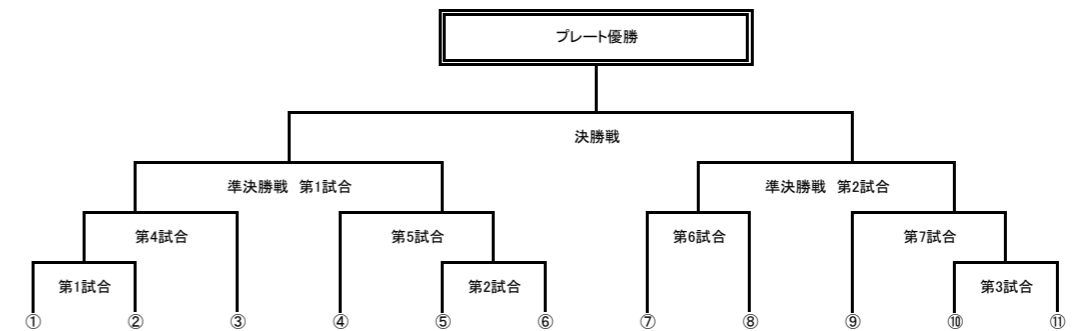 プレート優勝
決勝戦
準決勝戦　第1試合
準決勝戦　第2試合
第4試合
第5試合
第6試合
第7試合
第1試合
第2試合
第3試合
① ② ③ ④ ⑤ ⑥ ⑦ ⑧ ⑨ ⑩ ⑪